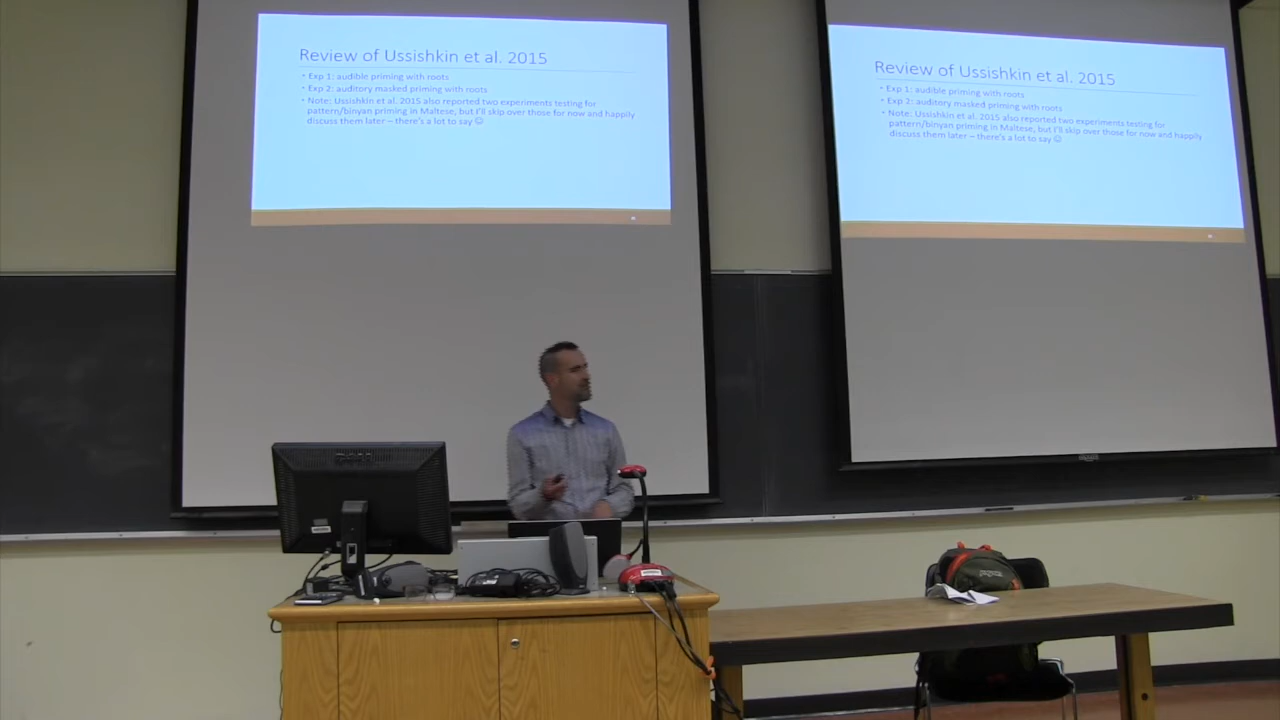 Review of Ussishkin et al. 2015
• Exp 1: audible priming with roots
• Exp 2: auditory masked priming with roots
• Note: Ussishkin et al. 2015 also reported two experiments testing for
pattern/binyan priming in Maltese, but I'll skip over those for now and happily
discuss them later – there's a lot to say ☺
Review of Ussishkin et al. 2015
• Exp 1: audible priming with roots
• Exp 2: auditory masked priming with roots
• Note: Ussishkin et al. 2015 also reported two experiments testing for
pattern/binyan priming in Maltese, but I'll skip over those for now and happily
discuss them later – there's a lot to say ☺